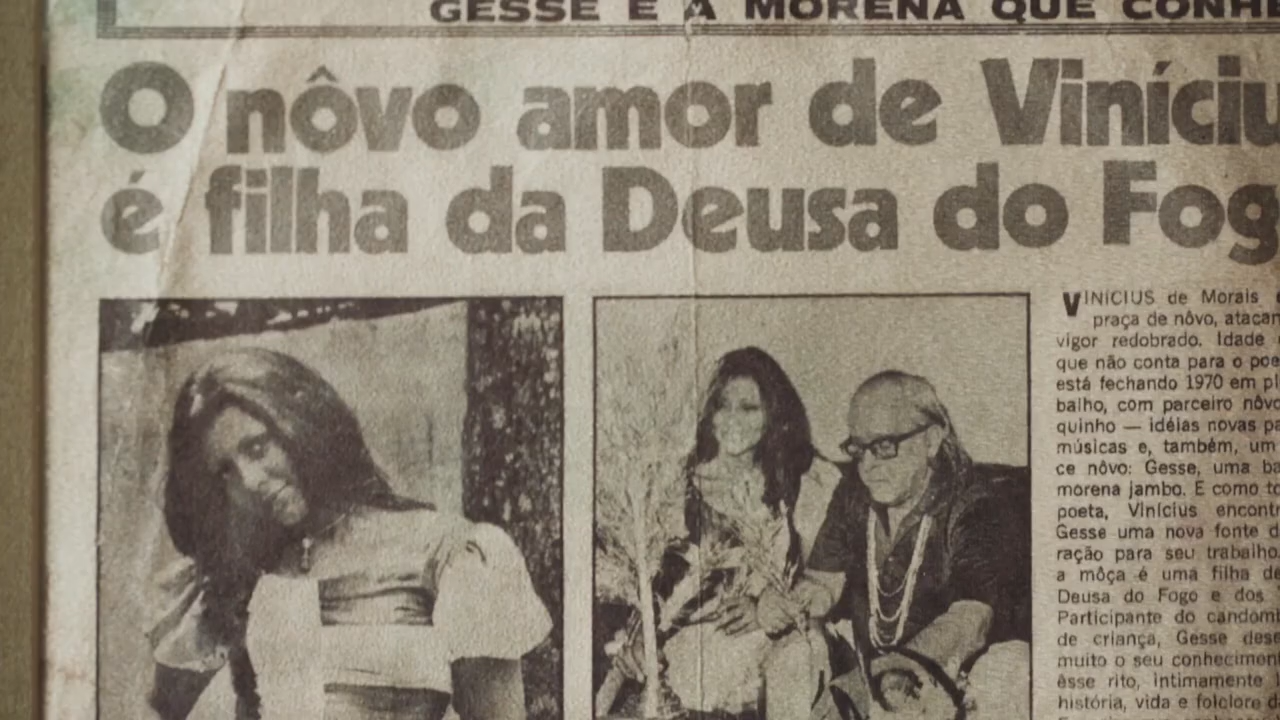 GESSE E A MORENA QUE CONHE
O nôvo amor de Viníciu
é filha da Deusa do Fog
VINICIUS de Morais
praça de nôvo, atacan
vigor redobrado. Idade
que não conta para o poe
está fechando 1970 em pl
balho, com parceiro nôvo
quinho — idéias novas pa
músicas e, também, um
ce nôvo: Gesse, uma ba
morena jambo. E como to
poeta, Vinícius encontr
Gesse uma nova fonte d
ração para seu trabalho.
a môça é uma filha de
Deusa do Fogo e dos
Participante do candomb
de criança, Gesse desc
muito o seu conheciment
êsse rito, intimamente l
história, vida e folclore d